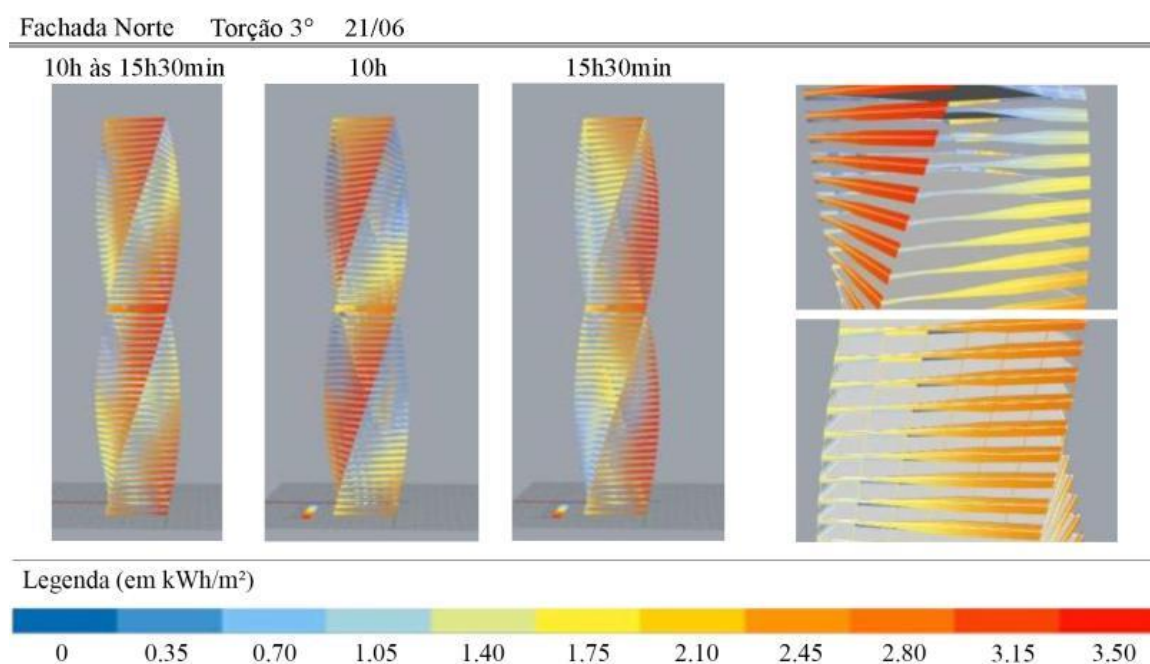 Fachada Norte Torção 3° 21/06
10h às 15h30min 10h 15h30min
Legenda (em kWh/m²)
0 0.35 0.70 1.05 1.40 1.75 2.10 2.45 2.80 3.15 3.50